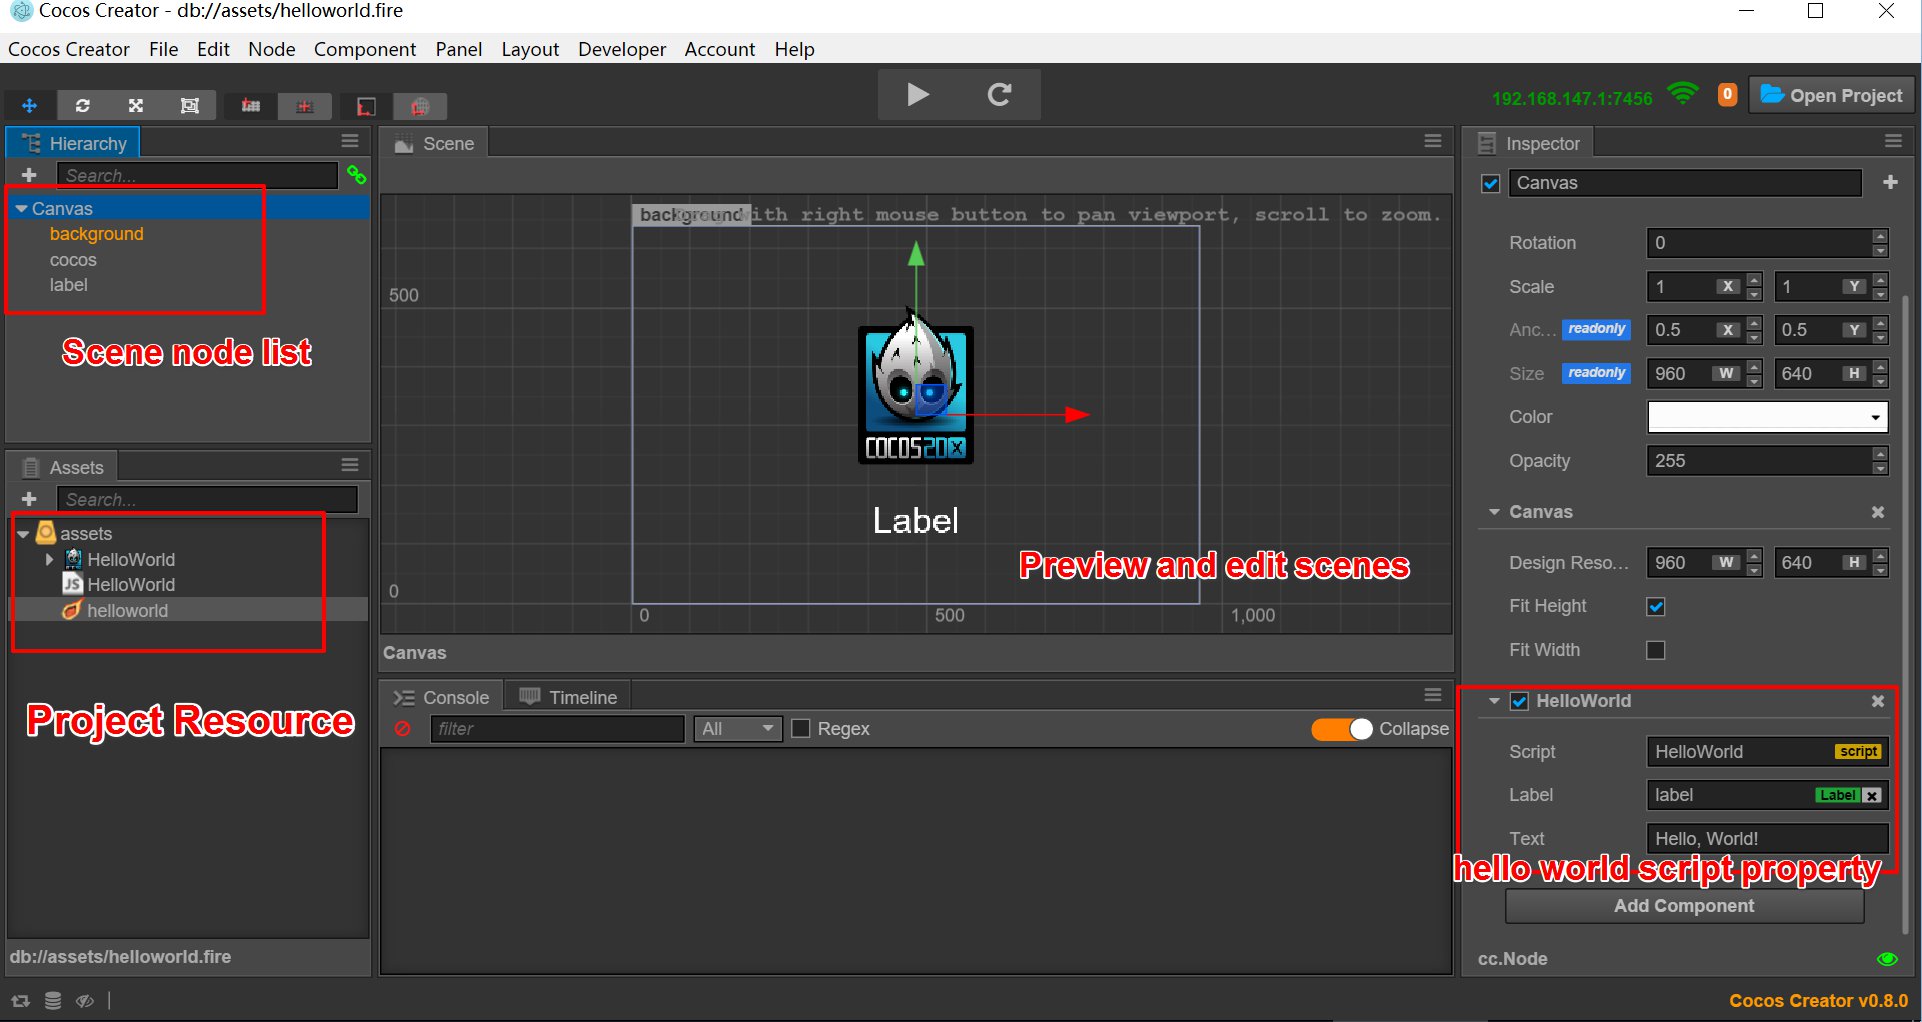 Cocos Creator - db://assets/helloworld.fire
Cocos Creator File Edit Node Component Panel Layout Developer Account Help
192.168.147.1:7456 0 Open Project
Hierarchy
Search...
Canvas
background
cocos
label
Scene node list
Assets
Search...
assets
HelloWorld
JS HelloWorld
helloworld
Project Resource
db://assets/helloworld.fire
Scene
background with right mouse button to pan viewport, scroll to zoom.
500
COCOS2DX
Label
Preview and edit scenes
0
0 500 1,000
Canvas
Console Timeline
filter All Regex Collapse
Inspector
Canvas
Rotation 0
Scale 1 X 1 Y
Anc... readonly 0.5 X 0.5 Y
Size readonly 960 W 640 H
Color
Opacity 255
Canvas
Design Reso... 960 W 640 H
Fit Height
Fit Width
HelloWorld
Script HelloWorld script
Label label Label
Text Hello, World!
hello world script property
Add Component
cc.Node
Cocos Creator v0.8.0